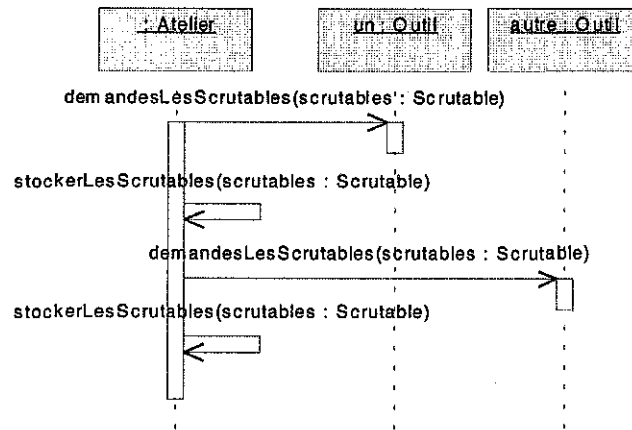 : Atelier
un : Outil
autre : Outil
demandesLesScrutables(scrutables : Scrutable)
stockerLesScrutables(scrutables : Scrutable)
demandesLesScrutables(scrutables : Scrutable)
stockerLesScrutables(scrutables : Scrutable)